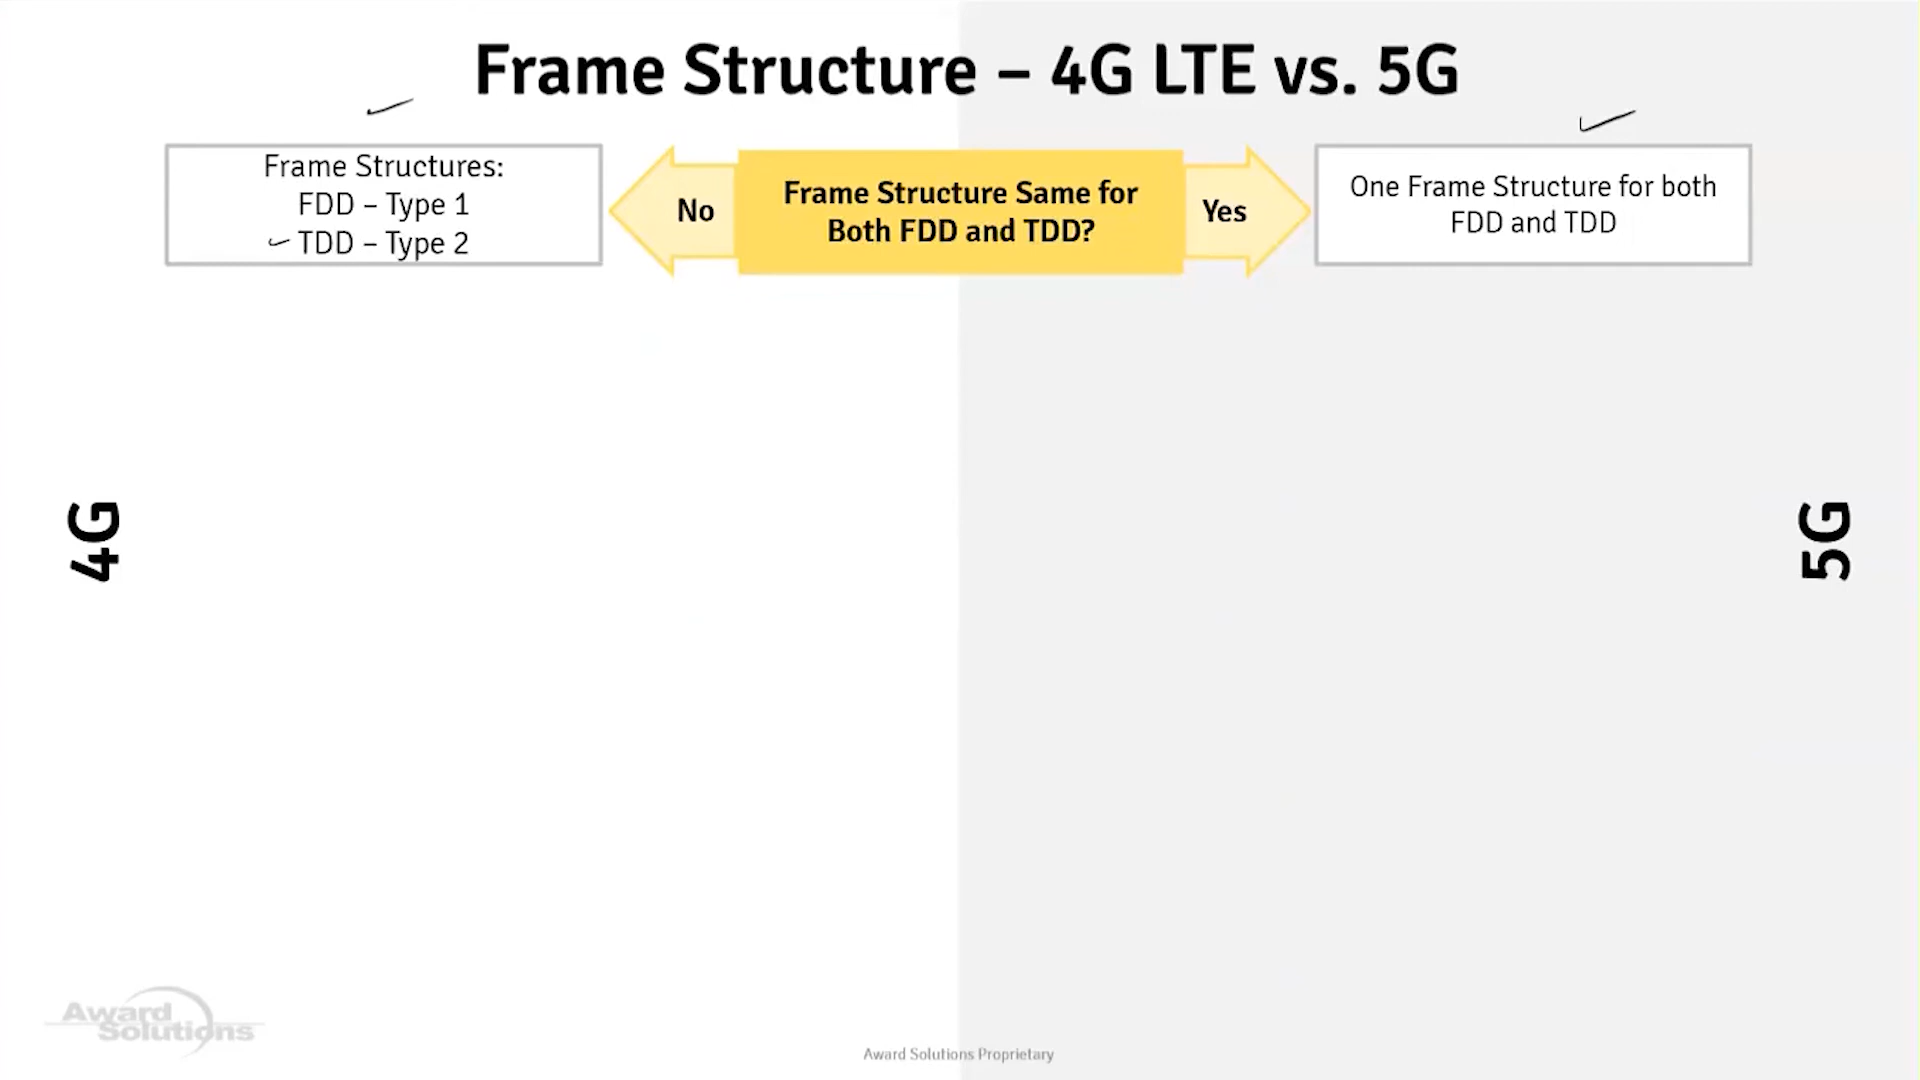 Frame Structure – 4G LTE vs. 5G
Frame Structures:
FDD – Type 1
TDD – Type 2
No
Frame Structure Same for
Both FDD and TDD?
Yes
One Frame Structure for both
FDD and TDD
4G
5G
Award
Solutions
Award Solutions Proprietary